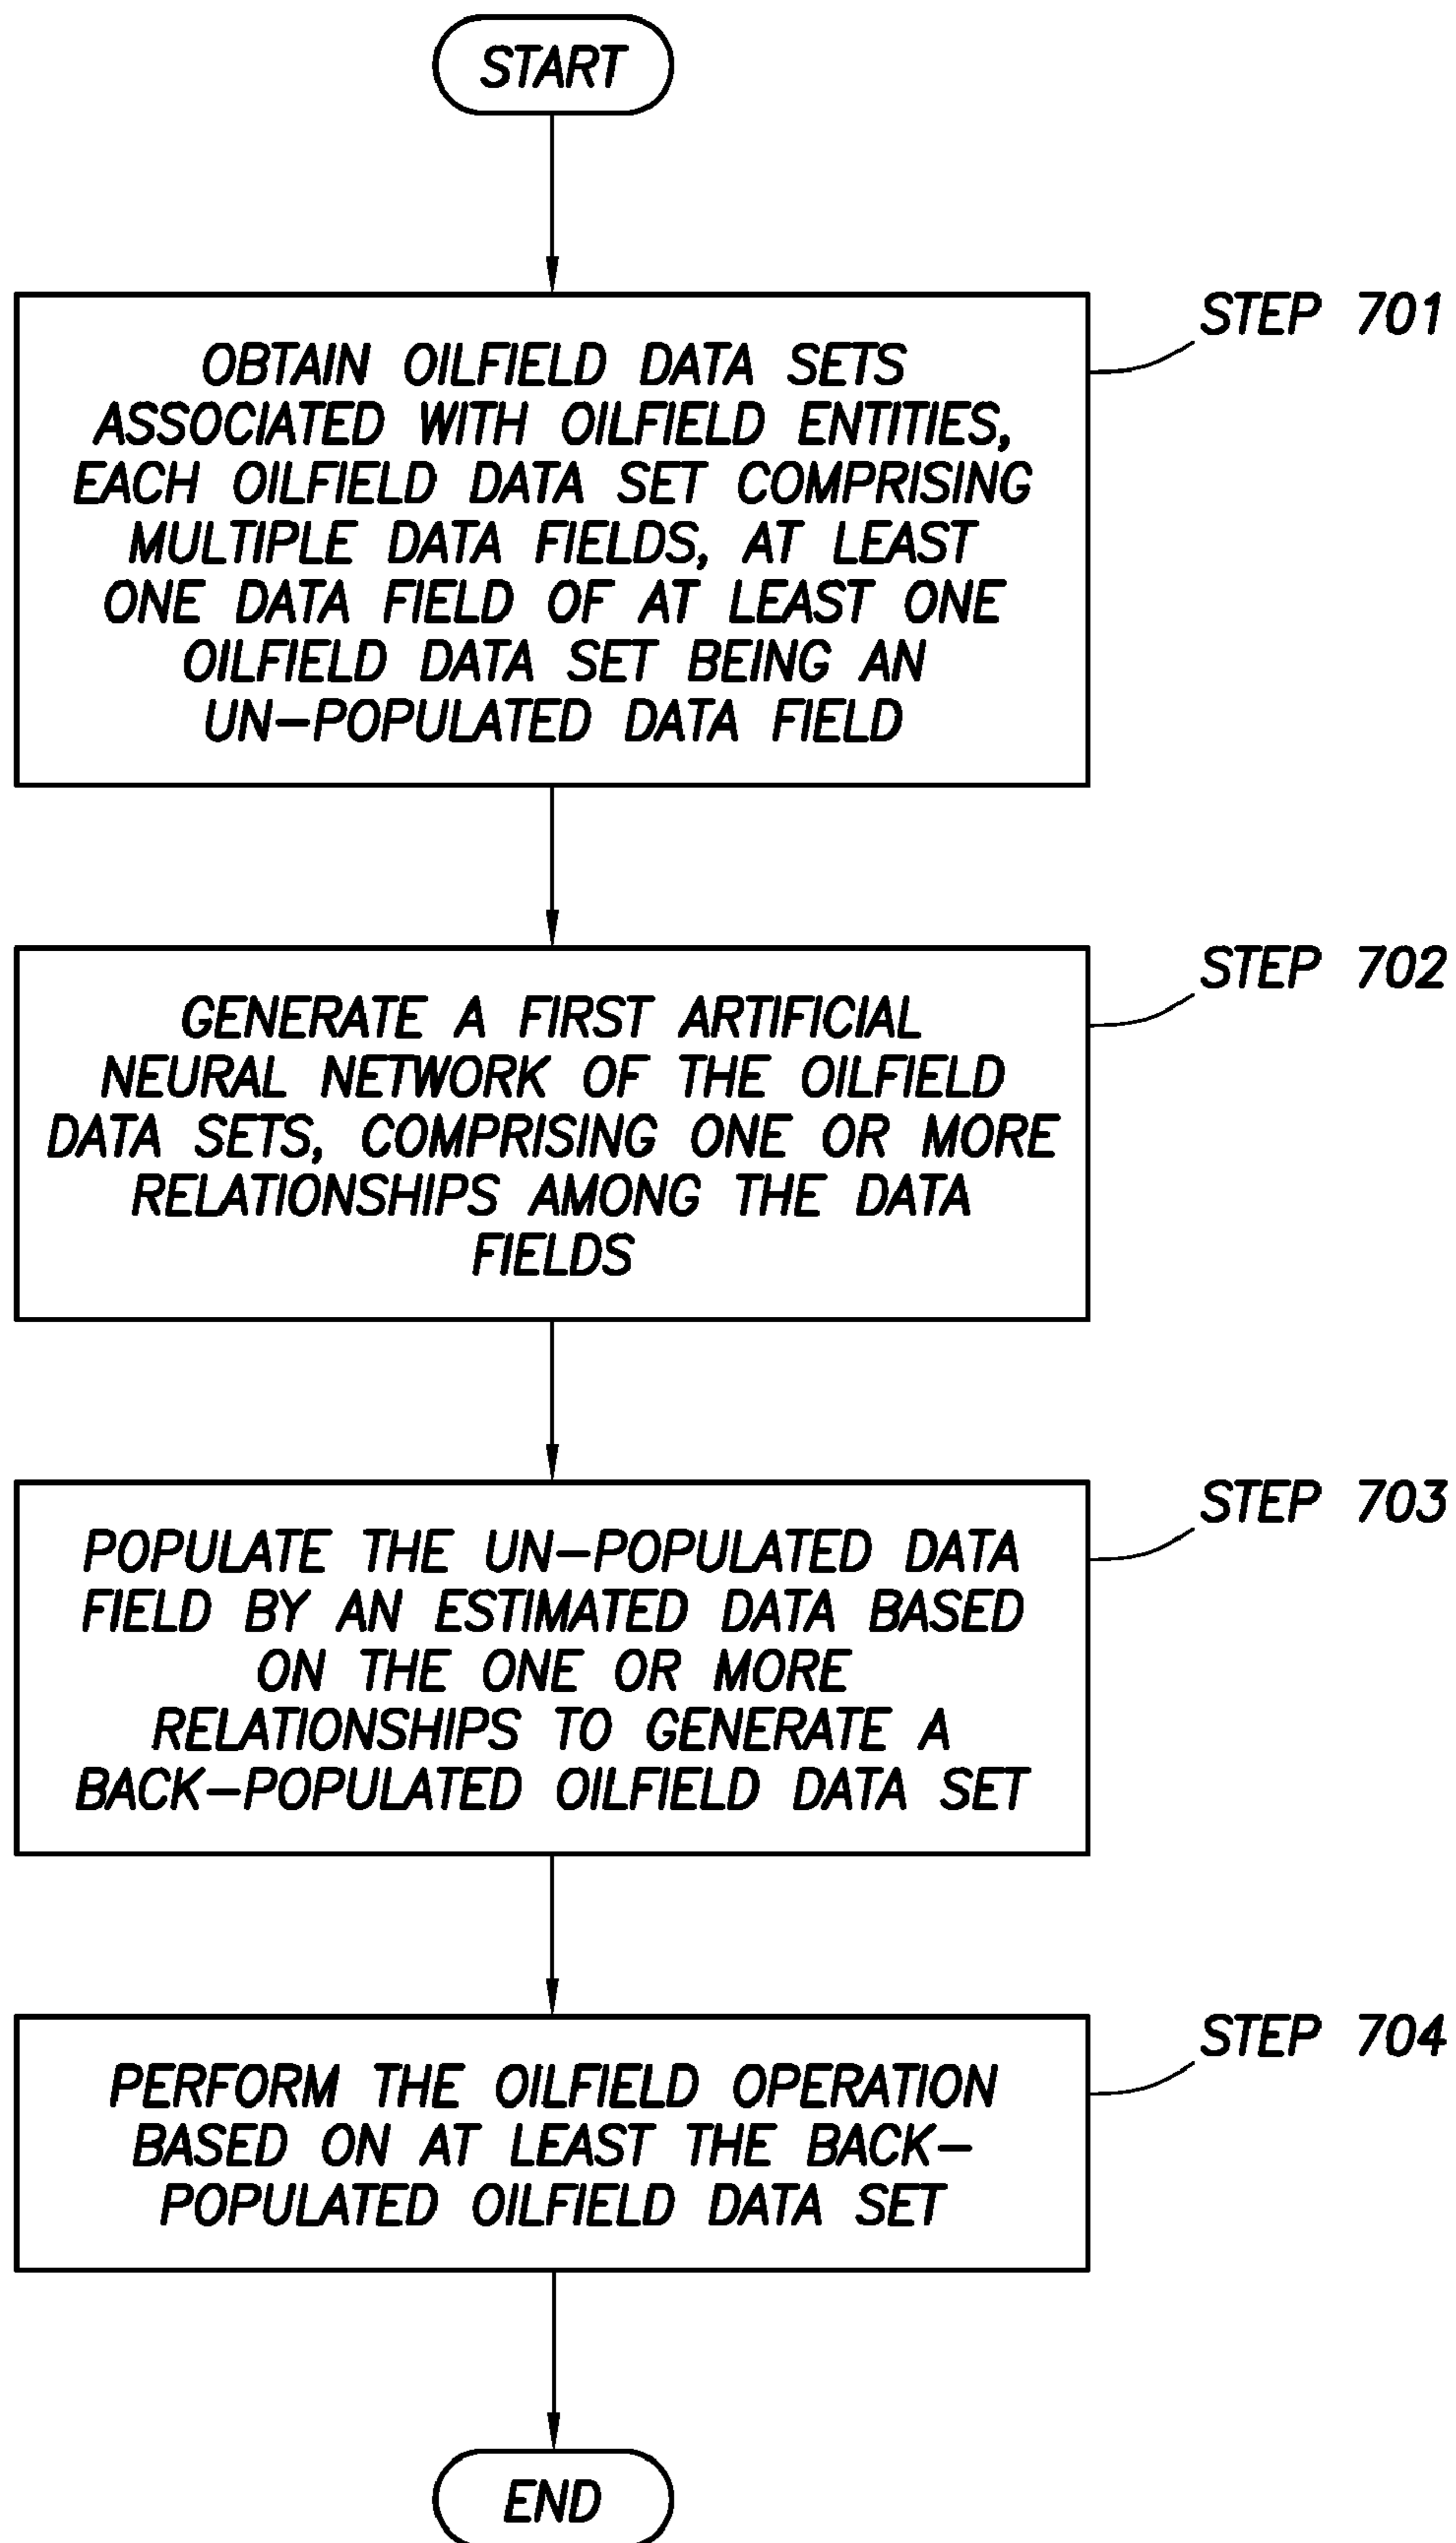 START
STEP 701
OBTAIN OILFIELD DATA SETS
ASSOCIATED WITH OILFIELD ENTITIES,
EACH OILFIELD DATA SET COMPRISING
MULTIPLE DATA FIELDS, AT LEAST
ONE DATA FIELD OF AT LEAST ONE
OILFIELD DATA SET BEING AN
UN-POPULATED DATA FIELD
STEP 702
GENERATE A FIRST ARTIFICIAL
NEURAL NETWORK OF THE OILFIELD
DATA SETS, COMPRISING ONE OR MORE
RELATIONSHIPS AMONG THE DATA
FIELDS
STEP 703
POPULATE THE UN-POPULATED DATA
FIELD BY AN ESTIMATED DATA BASED
ON THE ONE OR MORE
RELATIONSHIPS TO GENERATE A
BACK-POPULATED OILFIELD DATA SET
STEP 704
PERFORM THE OILFIELD OPERATION
BASED ON AT LEAST THE BACK-
POPULATED OILFIELD DATA SET
END